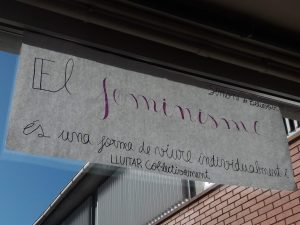 El feminisme
és una forma de viure individualment i
LLUITAR Col·lectivament